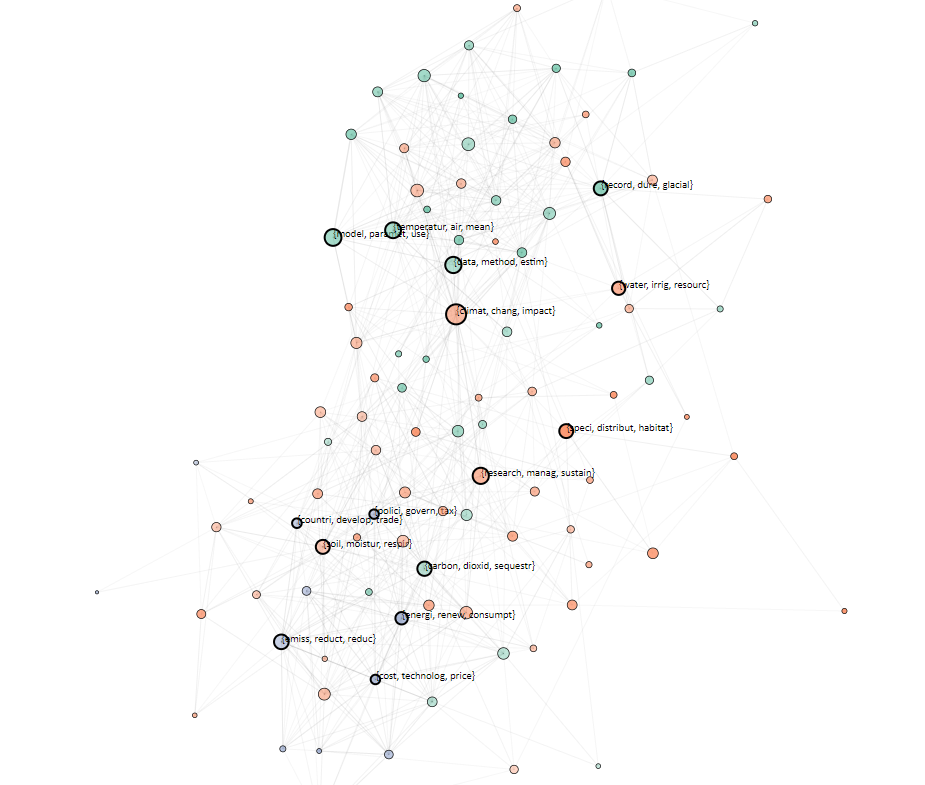 {record, dure, glacial}
{temperatur, air, mean}
{model, paramet, use}
{data, method, estim}
{water, irrig, resourc}
{climat, chang, impact}
{speci, distribut, habitat}
{research, manag, sustain}
{polici, govern, tax}
{countri, develop, trade}
{soil, moistur, respir}
{carbon, dioxid, sequestr}
{energi, renew, consumpt}
{emiss, reduct, reduc}
{cost, technolog, price}